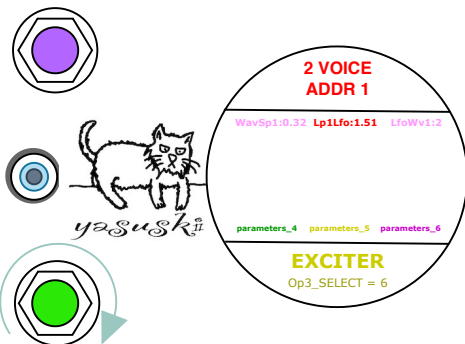 2 VOICE
ADDR 1
WavSp1:0.32 Lp1Lfo:1.51 LfoWv1:2
yasuski
parameters_4 parameters_5 parameters_6
EXCITER
Op3_SELECT = 6